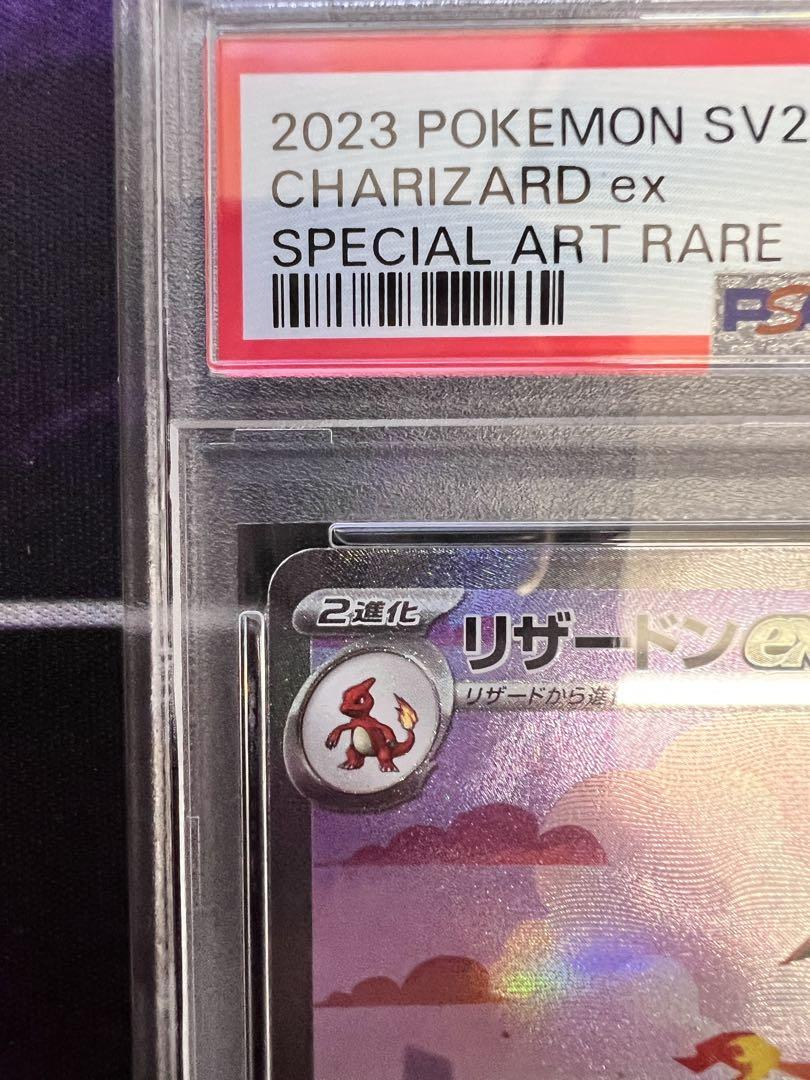 2023 POKEMON SV2
CHARIZARD ex
SPECIAL ART RARE
PS
2進化
リザードンex
リザードから進